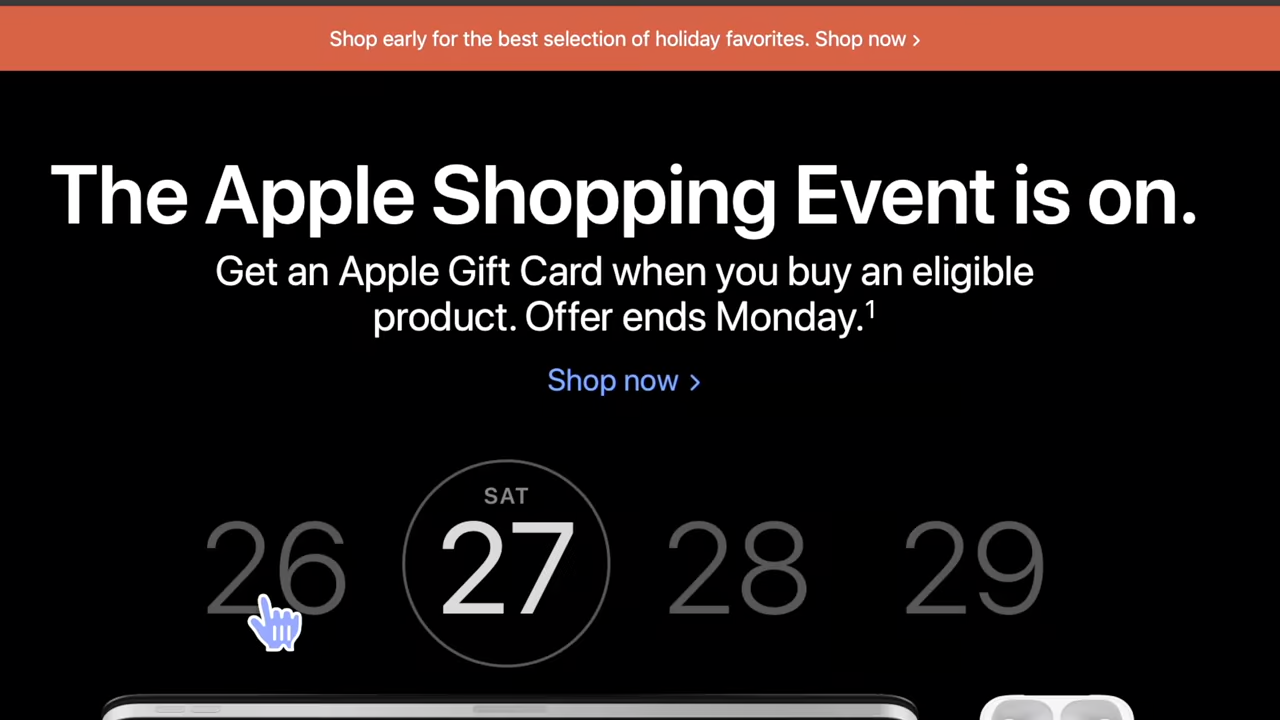 Shop early for the best selection of holiday favorites. Shop now >
The Apple Shopping Event is on.
Get an Apple Gift Card when you buy an eligible
product. Offer ends Monday.¹
Shop now >
SAT
26 27 28 29